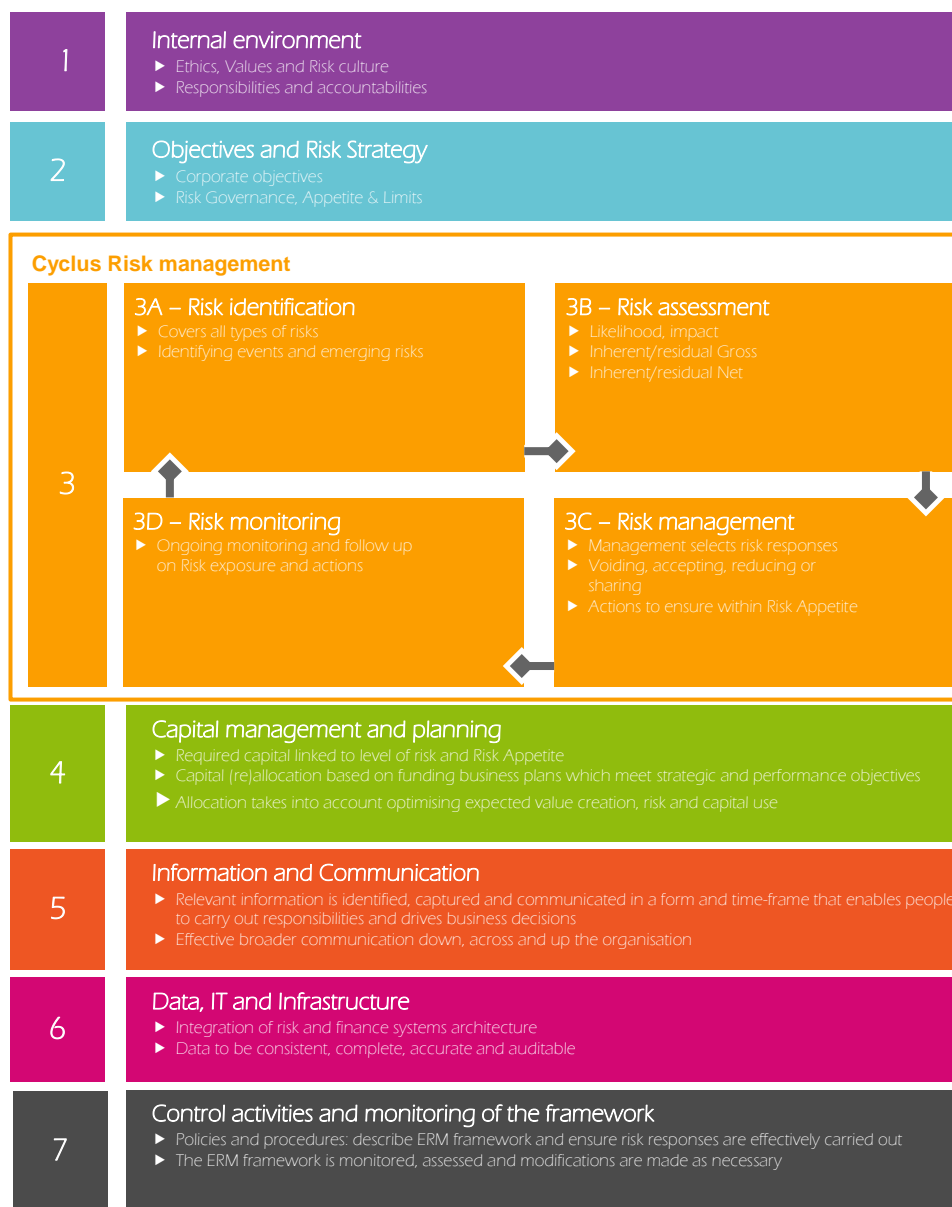 1
Internal environment
► Ethics, Values and Risk culture
► Responsibilities and accountabilities
2
Objectives and Risk Strategy
► Corporate objectives
► Risk Governance, Appetite & Limits
Cyclus Risk management
3
3A – Risk identification
► Covers all types of risks
► Identifying events and emerging risks
3B – Risk assessment
► Likelihood, impact
► Inherent/residual Gross
► Inherent/residual Net
3D – Risk monitoring
► Ongoing monitoring and follow up
on Risk exposure and actions
3C – Risk management
► Management selects risk responses
► Voiding, accepting, reducing or
sharing
► Actions to ensure within Risk Appetite
4
Capital management and planning
► Required capital linked to level of risk and Risk Appetite
► Capital (re)allocation based on funding business plans which meet strategic and performance objectives
► Allocation takes into account optimising expected value creation, risk and capital use
5
Information and Communication
► Relevant information is identified, captured and communicated in a form and time-frame that enables people
to carry out responsibilities and drives business decisions
► Effective broader communication down, across and up the organisation
6
Data, IT and Infrastructure
► Integration of risk and finance systems architecture
► Data to be consistent, complete, accurate and auditable
7
Control activities and monitoring of the framework
► Policies and procedures: describe ERM framework and ensure risk responses are effectively carried out
► The ERM framework is monitored, assessed and modifications are made as necessary